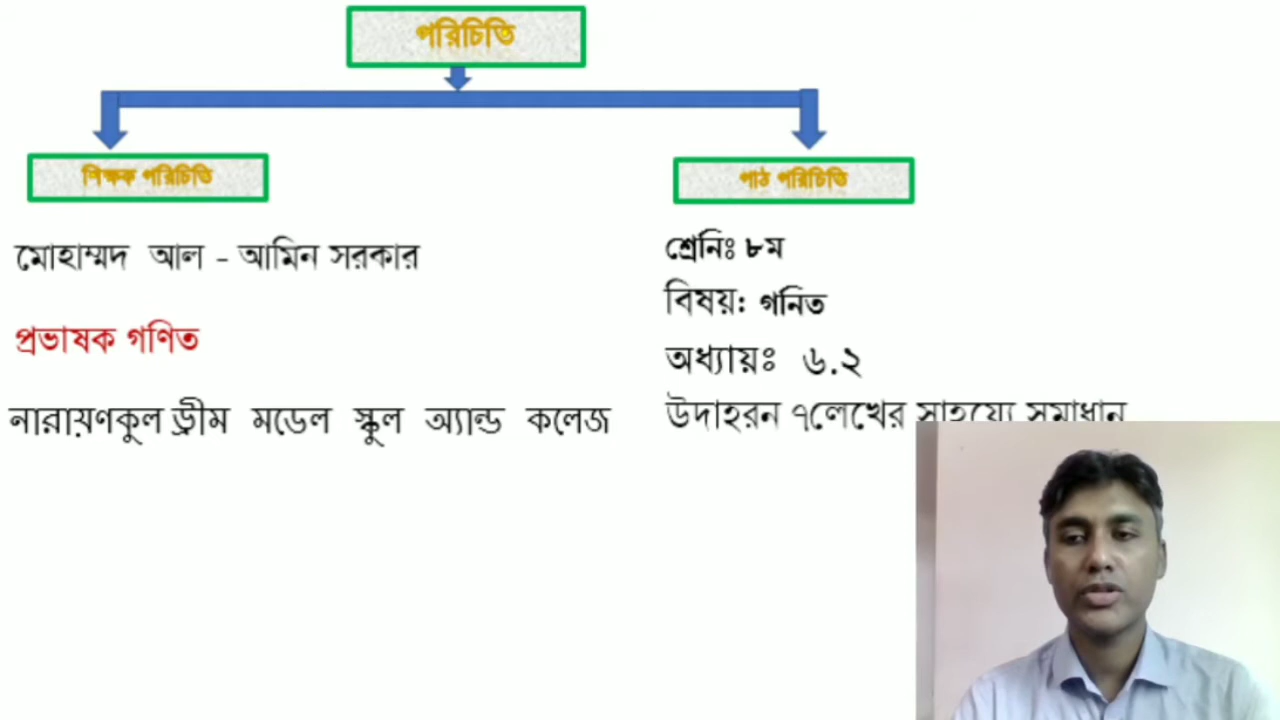 পরিচিতি
শিক্ষক পরিচিতি
মোহাম্মদ আল - আমিন সরকার
প্রভাষক গণিত
নারায়ণকুল ড্রীম মডেল স্কুল অ্যান্ড কলেজ
পাঠ পরিচিতি
শ্রেনিঃ ৮ম
বিষয়: গনিত
অধ্যায়ঃ ৬.২
উদাহরন ৭লেখের সাহায্যে সমাধান